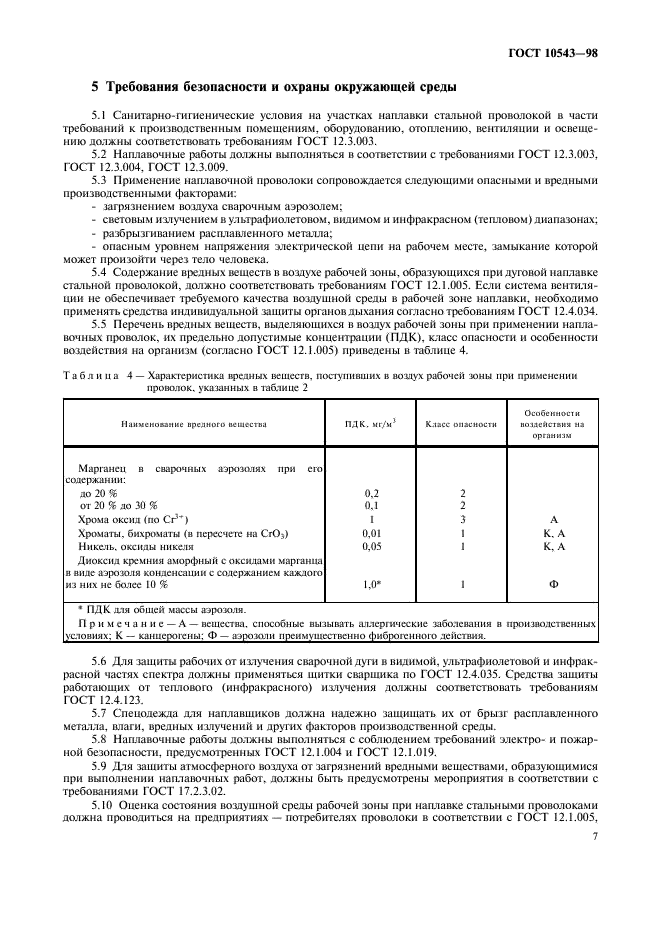 ГОСТ 10543—98
5 Требования безопасности и охраны окружающей среды
5.1 Санитарно-гигиенические условия на участках наплавки стальной проволокой в части
требований к производственным помещениям, оборудованию, отоплению, вентиляции и освеще-
нию должны соответствовать требованиям ГОСТ 12.3.003.
5.2 Наплавочные работы должны выполняться в соответствии с требованиями ГОСТ 12.3.003,
ГОСТ 12.3.004, ГОСТ 12.3.009.
5.3 Применение наплавочной проволоки сопровождается следующими опасными и вредными
производственными факторами:
- загрязнением воздуха сварочным аэрозолем;
- световым излучением в ультрафиолетовом, видимом и инфракрасном (тепловом) диапазонах;
- разбрызгиванием расплавленного металла;
- опасным уровнем напряжения электрической цепи на рабочем месте, замыкание которой
может произойти через тело человека.
5.4 Содержание вредных веществ в воздухе рабочей зоны, образующихся при дуговой наплавке
стальной проволокой, должно соответствовать требованиям ГОСТ 12.1.005. Если система вентиля-
ции не обеспечивает требуемого качества воздушной среды в рабочей зоне наплавки, необходимо
применять средства индивидуальной защиты органов дыхания согласно требованиям ГОСТ 12.4.034.
5.5 Перечень вредных веществ, выделяющихся в воздух рабочей зоны при применении напла-
вочных проволок, их предельно допустимые концентрации (ПДК), класс опасности и особенности
воздействия на организм (согласно ГОСТ 12.1.005) приведены в таблице 4.
Таблица 4 — Характеристика вредных веществ, поступивших в воздух рабочей зоны при применении
проволок, указанных в таблице 2
Наименование вредного вещества ПДК, мг/м³ Класс опасности Особенности
воздействия на
организм
Марганец в сварочных аэрозолях при его
содержании:
до 20 % 0,2 2
от 20 % до 30 % 0,1 2
Хрома оксид (по Cr³⁺) 1 3 А
Хроматы, бихроматы (в пересчете на CrO₃) 0,01 1 К, А
Никель, оксиды никеля 0,05 1 К, А
Диоксид кремния аморфный с оксидами марганца
в виде аэрозоля конденсации с содержанием каждого
из них не более 10 % 1,0* 1 Ф
* ПДК для общей массы аэрозоля.
Примечание — А — вещества, способные вызывать аллергические заболевания в производственных
условиях; К — канцерогены; Ф — аэрозоли преимущественно фиброгенного действия.
5.6 Для защиты рабочих от излучения сварочной дуги в видимой, ультрафиолетовой и инфрак-
расной частях спектра должны применяться щитки сварщика по ГОСТ 12.4.035. Средства защиты
работающих от теплового (инфракрасного) излучения должны соответствовать требованиям
ГОСТ 12.4.123.
5.7 Спецодежда для наплавщиков должна надежно защищать их от брызг расплавленного
металла, влаги, вредных излучений и других факторов производственной среды.
5.8 Наплавочные работы должны выполняться с соблюдением требований электро- и пожар-
ной безопасности, предусмотренных ГОСТ 12.1.004 и ГОСТ 12.1.019.
5.9 Для защиты атмосферного воздуха от загрязнений вредными веществами, образующимися
при выполнении наплавочных работ, должны быть предусмотрены мероприятия в соответствии с
требованиями ГОСТ 17.2.3.02.
5.10 Оценка состояния воздушной среды рабочей зоны при наплавке стальными проволоками
должна проводиться на предприятиях — потребителях проволоки в соответствии с ГОСТ 12.1.005,
7